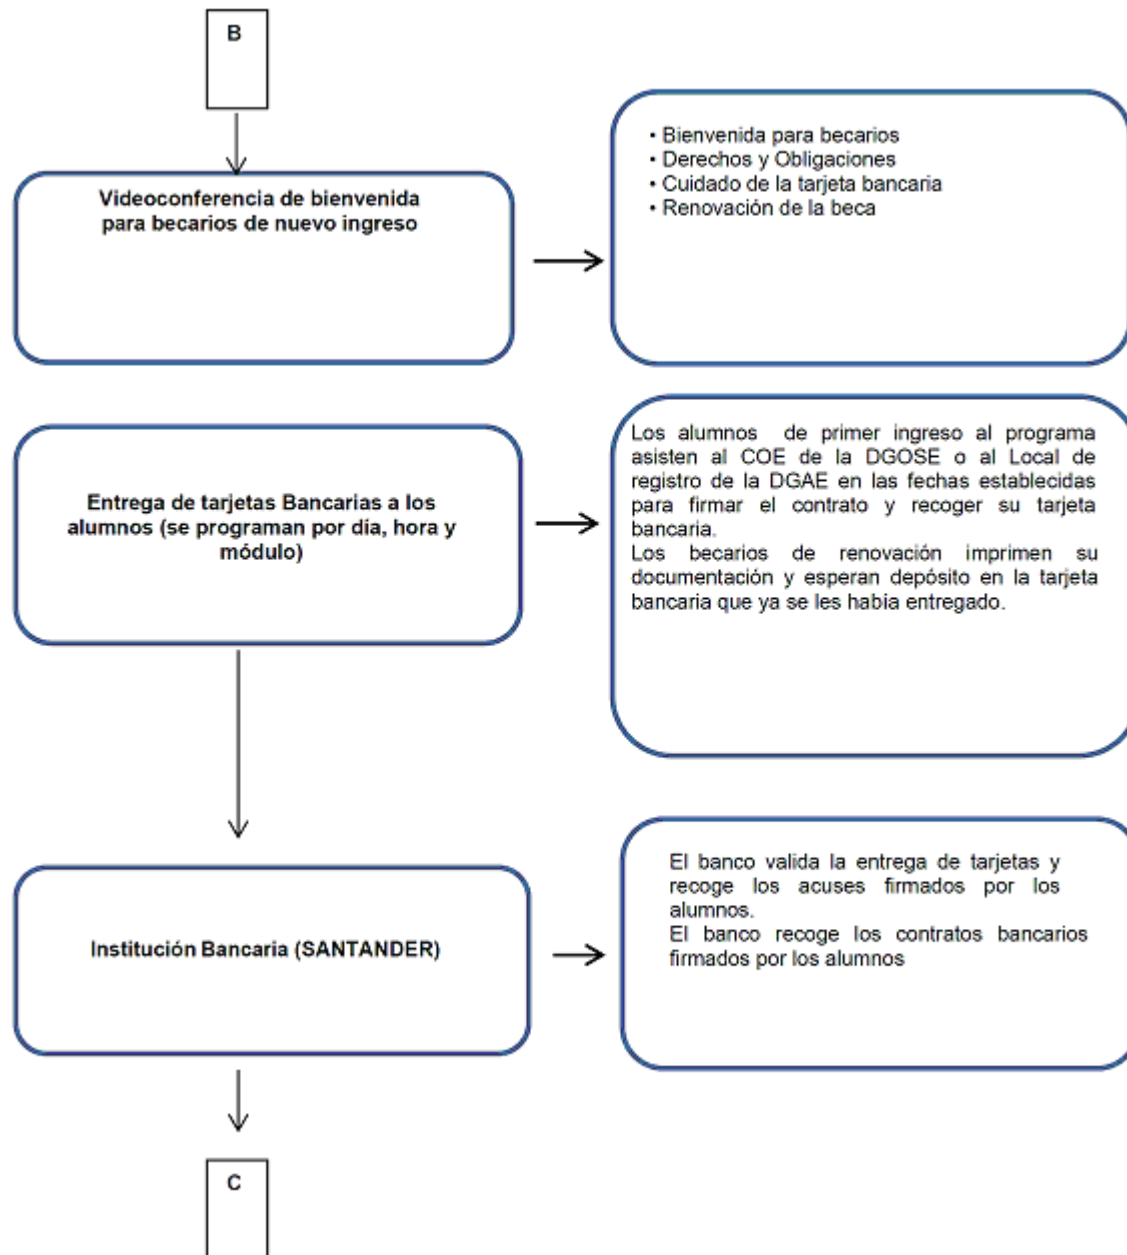 B
Videoconferencia de bienvenida
para becarios de nuevo ingreso
• Bienvenida para becarios
• Derechos y Obligaciones
• Cuidado de la tarjeta bancaria
• Renovación de la beca
Entrega de tarjetas Bancarias a los
alumnos (se programan por día, hora y
módulo)
Los alumnos de primer ingreso al programa
asisten al COE de la DGOSE o al Local de
registro de la DGAE en las fechas establecidas
para firmar el contrato y recoger su tarjeta
bancaria.
Los becarios de renovación imprimen su
documentación y esperan depósito en la tarjeta
bancaria que ya se les había entregado.
Institución Bancaria (SANTANDER)
El banco valida la entrega de tarjetas y
recoge los acuses firmados por los
alumnos.
El banco recoge los contratos bancarios
firmados por los alumnos
C